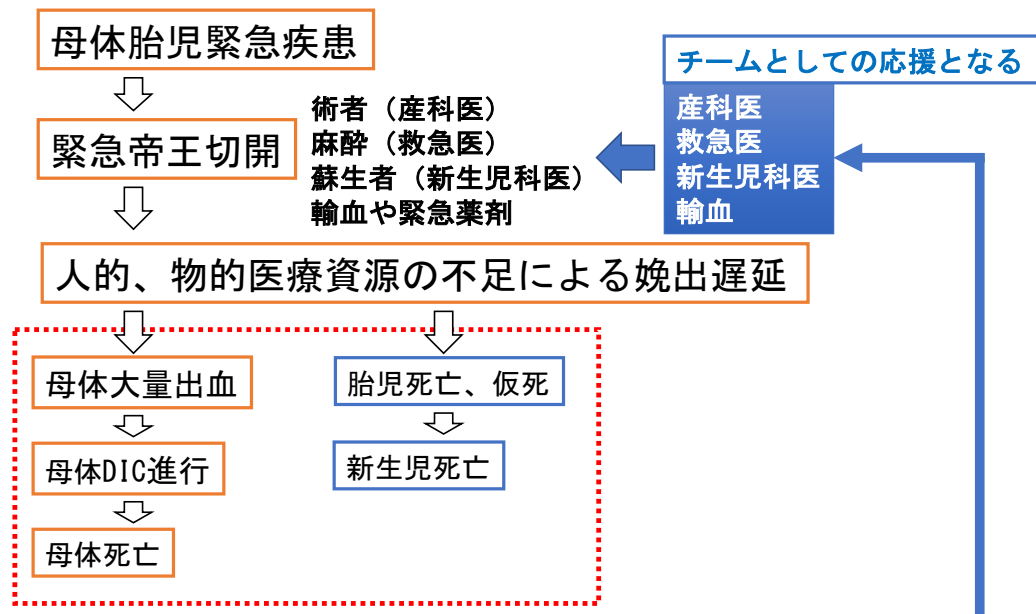 母体胎児緊急疾患
緊急帝王切開
術者（産科医）
麻酔（救急医）
蘇生者（新生児科医）
輸血や緊急薬剤
チームとしての応援となる
産科医
救急医
新生児科医
輸血
人的、物的医療資源の不足による娩出遅延
母体大量出血
母体DIC進行
母体死亡
胎児死亡、仮死
新生児死亡